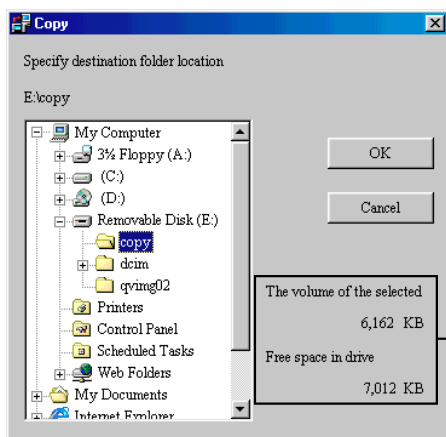 Copy
Specify destination folder location
E:\copy
My Computer
3½ Floppy (A:)
(C:)
(D:)
Removable Disk (E:)
copy
dcim
qvimg02
Printers
Control Panel
Scheduled Tasks
Web Folders
My Documents
Internet Explorer
OK
Cancel
The volume of the selected
6,162 KB
Free space in drive
7,012 KB